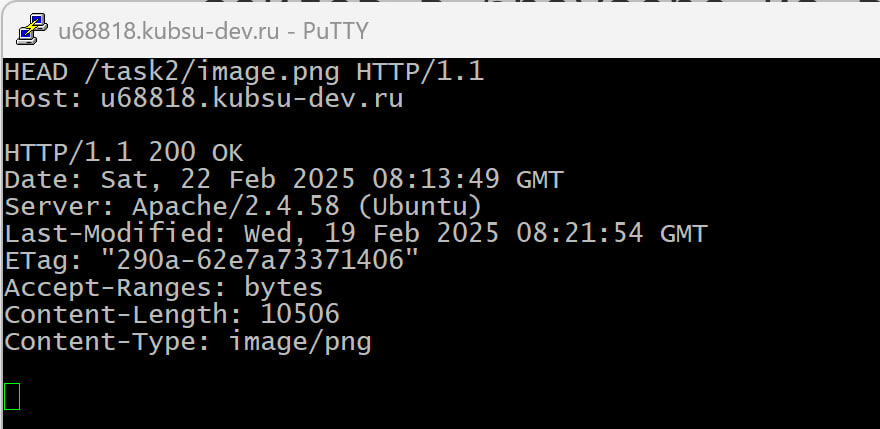 u68818.kubsu-dev.ru - PuTTY
HEAD /task2/image.png HTTP/1.1
Host: u68818.kubsu-dev.ru
HTTP/1.1 200 OK
Date: Sat, 22 Feb 2025 08:13:49 GMT
Server: Apache/2.4.58 (Ubuntu)
Last-Modified: Wed, 19 Feb 2025 08:21:54 GMT
ETag: "290a-62e7a73371406"
Accept-Ranges: bytes
Content-Length: 10506
Content-Type: image/png